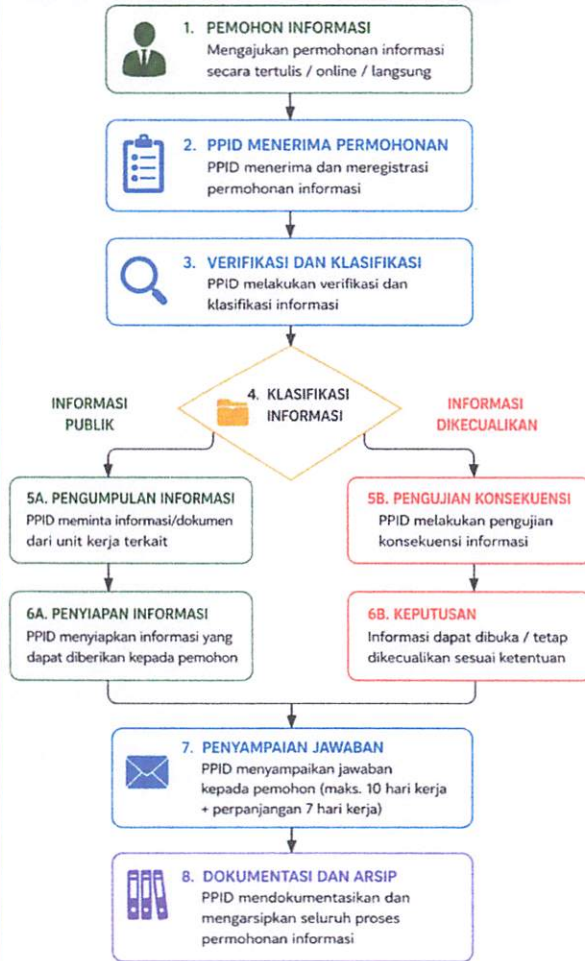 1. PEMOHON INFORMASI
Mengajukan permohonan informasi
secara tertulis / online / langsung
2. PPID MENERIMA PERMOHONAN
PPID menerima dan meregistrasi
permohonan informasi
3. VERIFIKASI DAN KLASIFIKASI
PPID melakukan verifikasi dan
klasifikasi informasi
4. KLASIFIKASI
INFORMASI
INFORMASI
PUBLIK
INFORMASI
DIKECUALIKAN
5A. PENGUMPULAN INFORMASI
PPID meminta informasi/dokumen
dari unit kerja terkait
5B. PENGUJIAN KONSEKUENSI
PPID melakukan pengujian
konsekuensi informasi
6A. PENYIAPAN INFORMASI
PPID menyiapkan informasi yang
dapat diberikan kepada pemohon
6B. KEPUTUSAN
Informasi dapat dibuka / tetap
dikecualikan sesuai ketentuan
7. PENYAMPAIAN JAWABAN
PPID menyampaikan jawaban
kepada pemohon (maks. 10 hari kerja
+ perpanjangan 7 hari kerja)
8. DOKUMENTASI DAN ARSIP
PPID mendokumentasikan dan
mengarsipkan seluruh proses
permohonan informasi